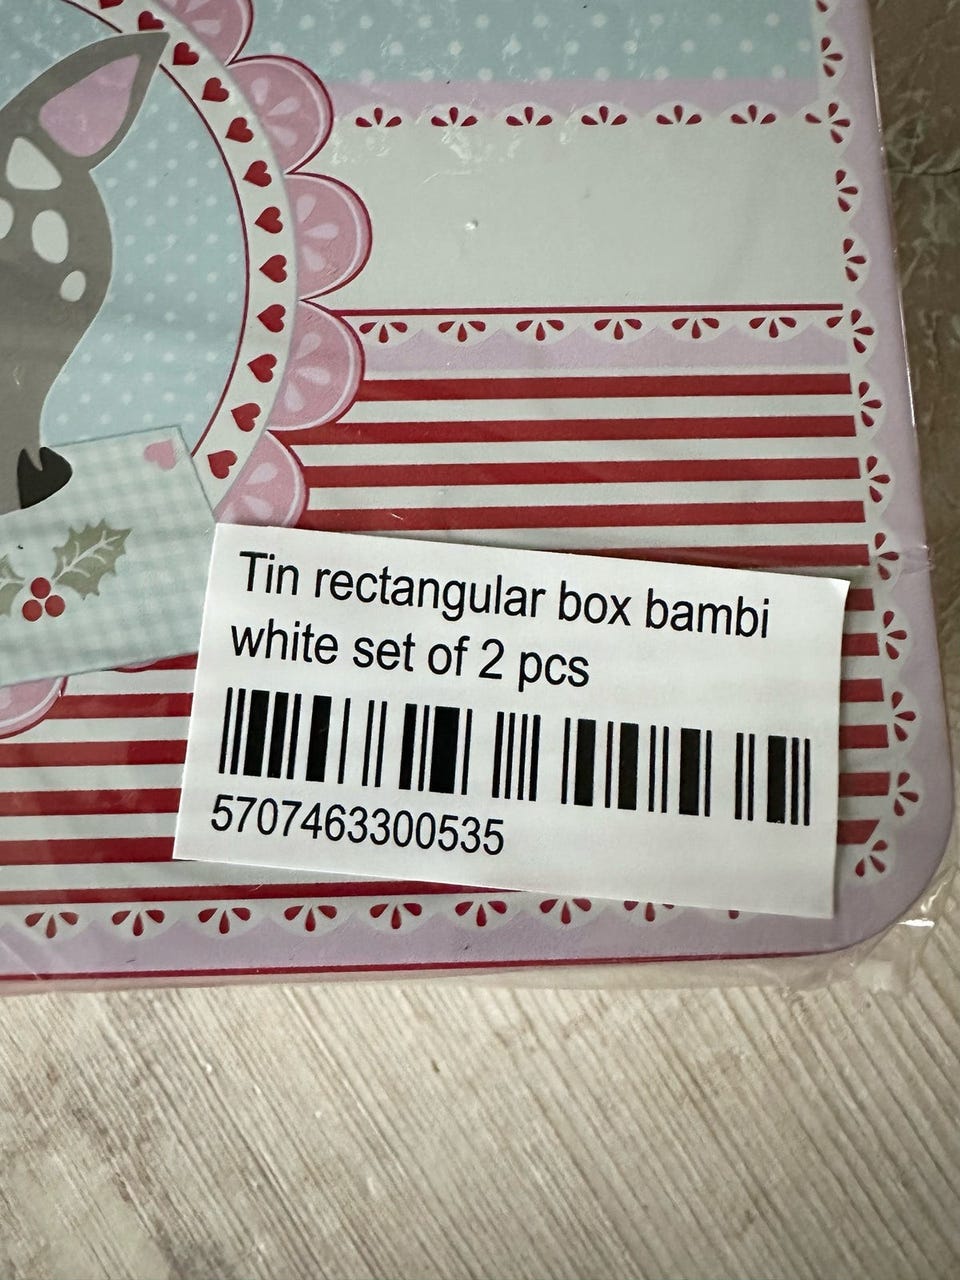 Tin rectangular box bambi
white set of 2 pcs
5707463300535